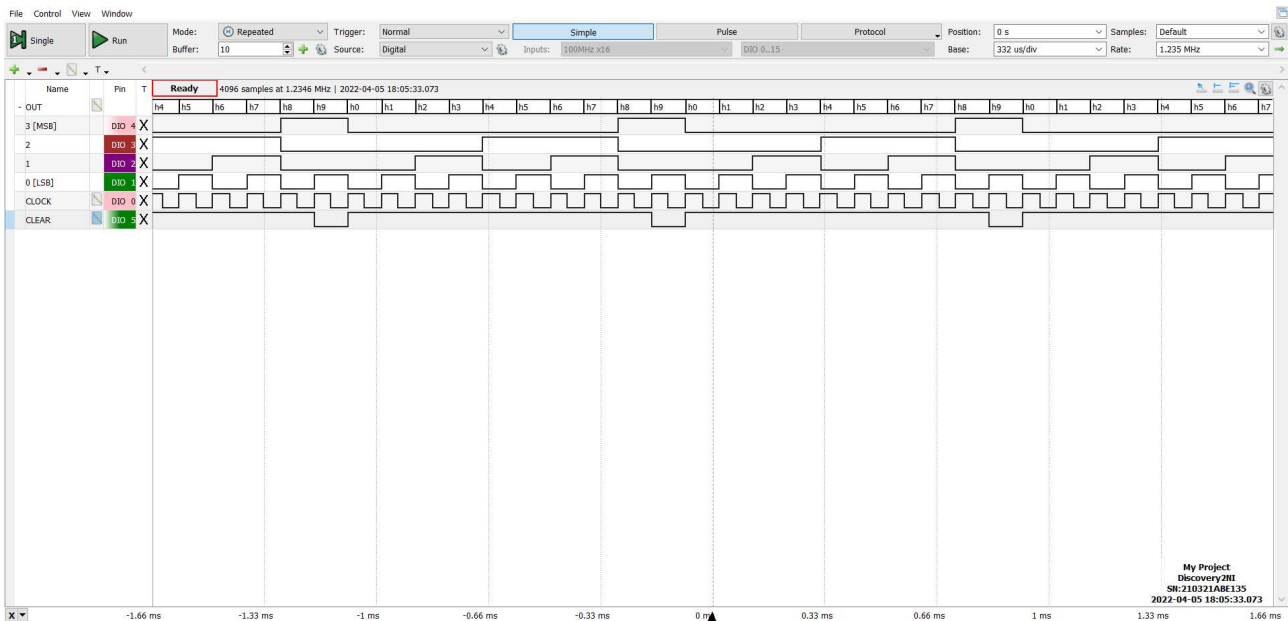 File Control View Window
Single Run Mode: Repeated Trigger: Normal Simple Pulse Protocol Position: 0 s Samples: Default
Buffer: 10 Source: Digital Inputs: 100MHz x16 DIO 0..15 Base: 332 us/div Rate: 1.235 MHz
T
Name Pin T Ready 4096 samples at 1.2346 MHz | 2022-04-05 18:05:33.073
- OUT h4 h5 h6 h7 h8 h9 h0 h1 h2 h3 h4 h5 h6 h7 h8 h9 h0 h1 h2 h3 h4 h5 h6 h7 h8 h9 h0 h1 h2 h3 h4 h5 h6 h7
3 [MSB] DIO 4 X
2 DIO 3 X
1 DIO 2 X
0 [LSB] DIO 1 X
CLOCK DIO 0 X
CLEAR DIO 5 X
My Project
Discovery2NI
SN:210321ABE135
2022-04-05 18:05:33.073
X -1.66 ms -1.33 ms -1 ms -0.66 ms -0.33 ms 0 ms 0.33 ms 0.66 ms 1 ms 1.33 ms 1.66 ms